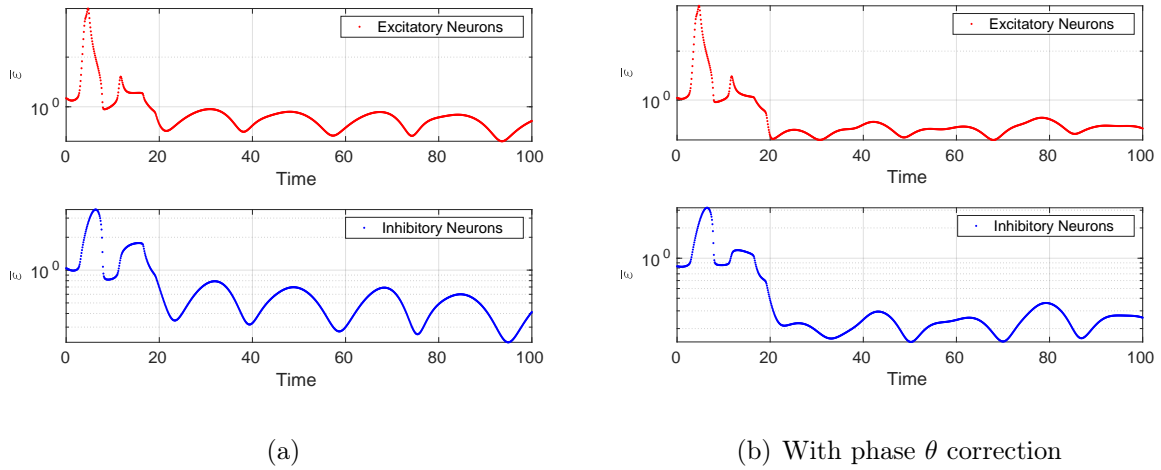 Excitatory Neurons
ε̅
10^0
0 20 40 60 80 100
Time
Inhibitory Neurons
ε̅
10^0
0 20 40 60 80 100
Time
(a)
Excitatory Neurons
ε̅
10^0
0 20 40 60 80 100
Time
Inhibitory Neurons
ε̅
10^0
0 20 40 60 80 100
Time
(b) With phase θ correction